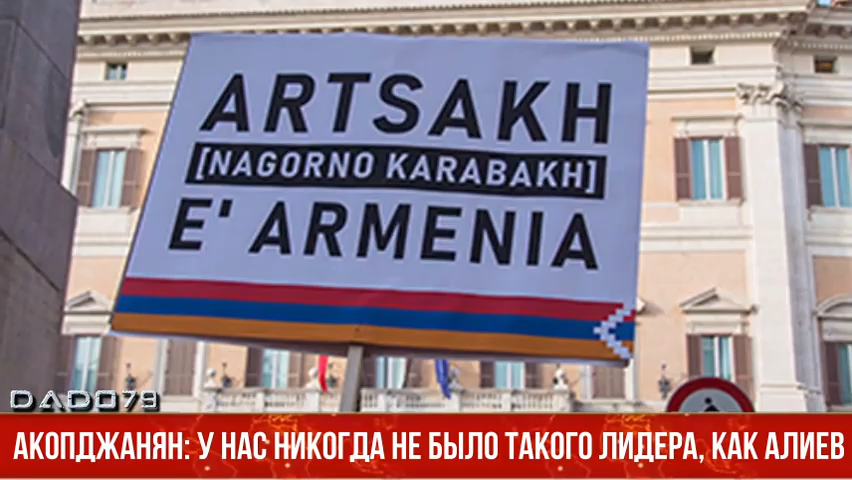 ARTSAKH
[NAGORNO KARABAKH]
E' ARMENIA
DADO79
АКОПДЖАНЯН: У НАС НИКОГДА НЕ БЫЛО ТАКОГО ЛИДЕРА, КАК АЛИЕВ